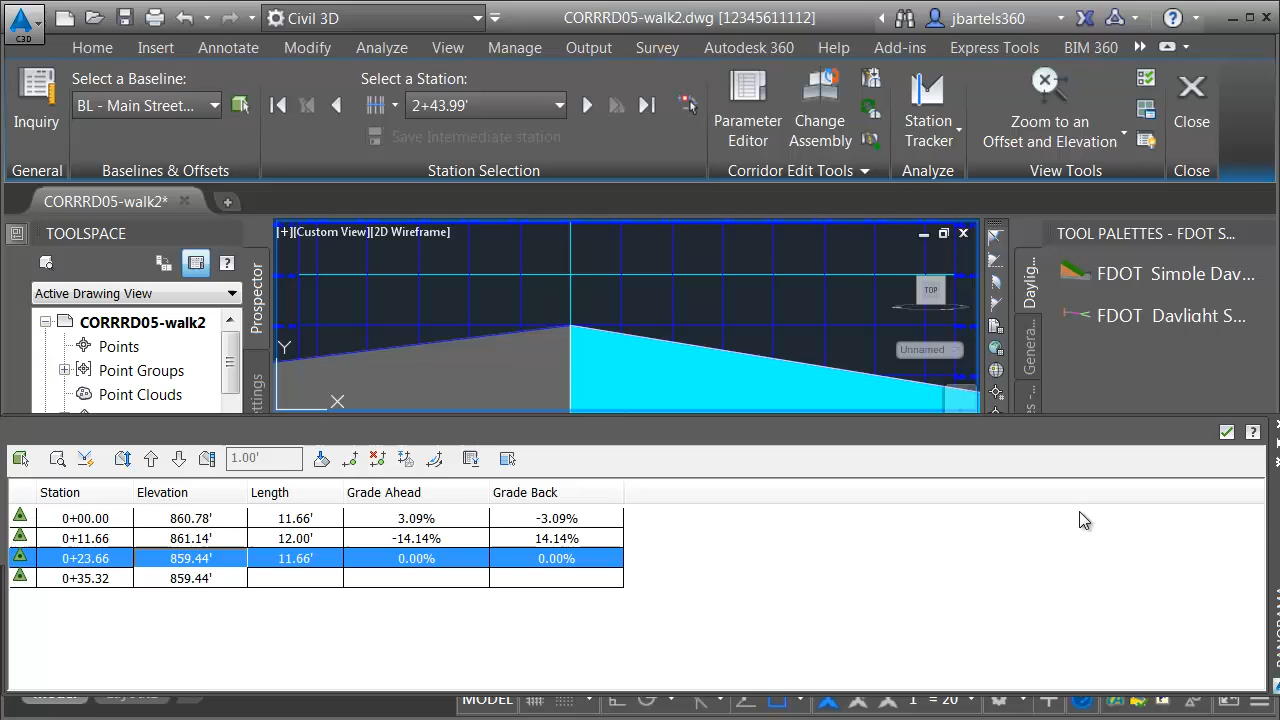 Civil 3D
CORRRD05-walk2.dwg [12345611112]
jbartels360
C3D
Home Insert Annotate Modify Analyze View Manage Output Survey Autodesk 360 Help Add-ins Express Tools BIM 360
Select a Baseline:
Select a Station:
Inquiry
BL - Main Street...
2+43.99'
Save Intermediate station
Parameter Editor
Change Assembly
Station Tracker
Zoom to an Offset and Elevation
Close
General Baselines & Offsets Station Selection Corridor Edit Tools Analyze View Tools Close
CORRRD05-walk2*
TOOLSPACE
[+][Custom View][2D Wireframe]
TOOL PALETTES - FDOT S...
Active Drawing View
Prospector
CORRRD05-walk2
Points
Point Groups
Point Clouds
ettings
Y
X
TOP
Unnamed
Daylig...
Genera...
FDOT Simple Dav...
FDOT Daylight S...
1.00'
Station Elevation Length Grade Ahead Grade Back
0+00.00 860.78' 11.66' 3.09% -3.09%
0+11.66 861.14' 12.00' -14.14% 14.14%
0+23.66 859.44' 11.66' 0.00% 0.00%
0+35.32 859.44'
PANORAMA
MODEL
1" = 20'